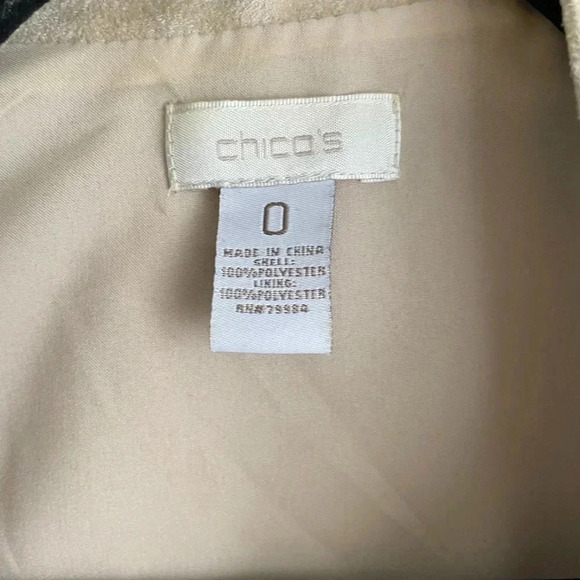 chico's
0
MADE IN CHINA
SHELL:
100%POLYESTER
LINING:
100%POLYESTER
RN#79984